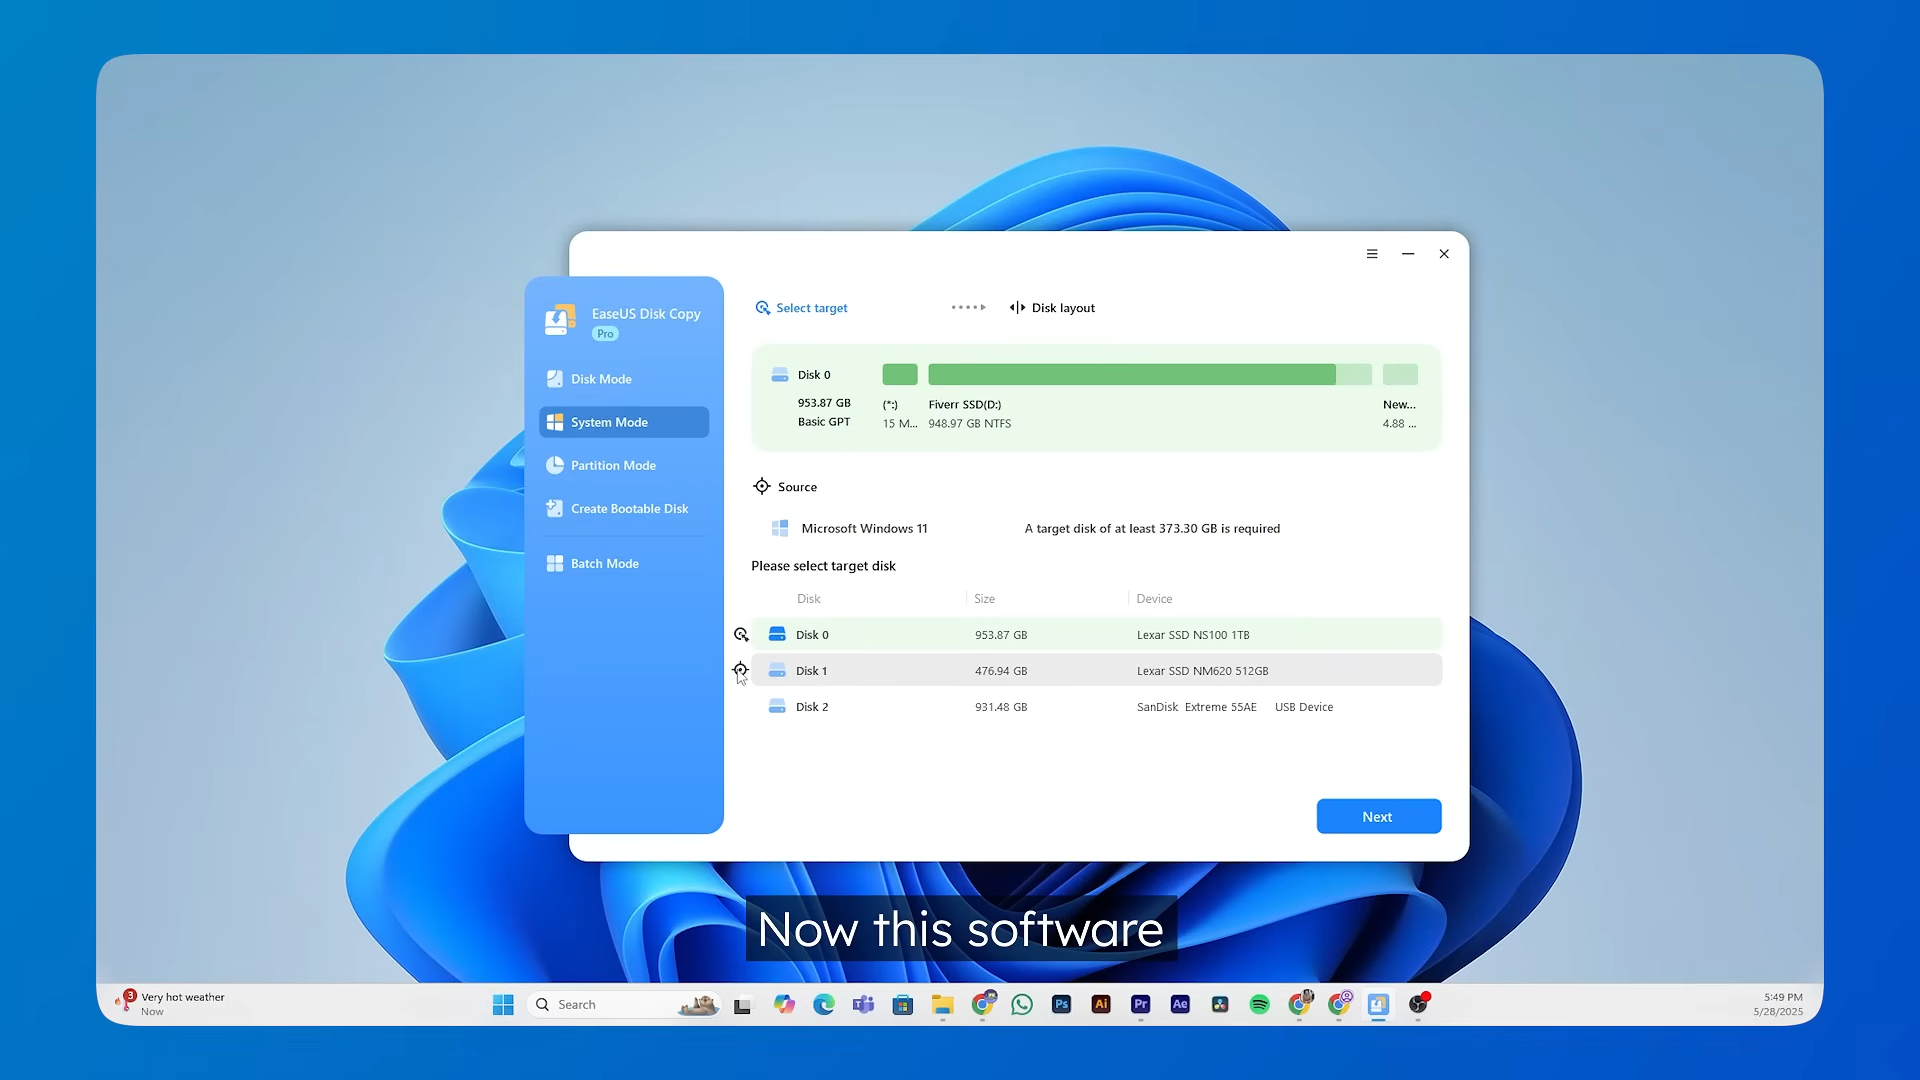 EaseUS Disk Copy
Pro
Disk Mode
System Mode
Partition Mode
Create Bootable Disk
Batch Mode
Select target
Disk layout
Disk 0
953.87 GB
Basic GPT
(*:)
15 M...
Fiverr SSD(D:)
948.97 GB NTFS
New...
4.88 ...
Source
Microsoft Windows 11 A target disk of at least 373.30 GB is required
Please select target disk
Disk Size Device
Disk 0 953.87 GB Lexar SSD NS100 1TB
Disk 1 476.94 GB Lexar SSD NM620 512GB
Disk 2 931.48 GB SanDisk Extreme 55AE USB Device
Next
Now this software
3
Very hot weather
Now
Search
Ps
Ai
Pr
Ae
5:49 PM
5/28/2025